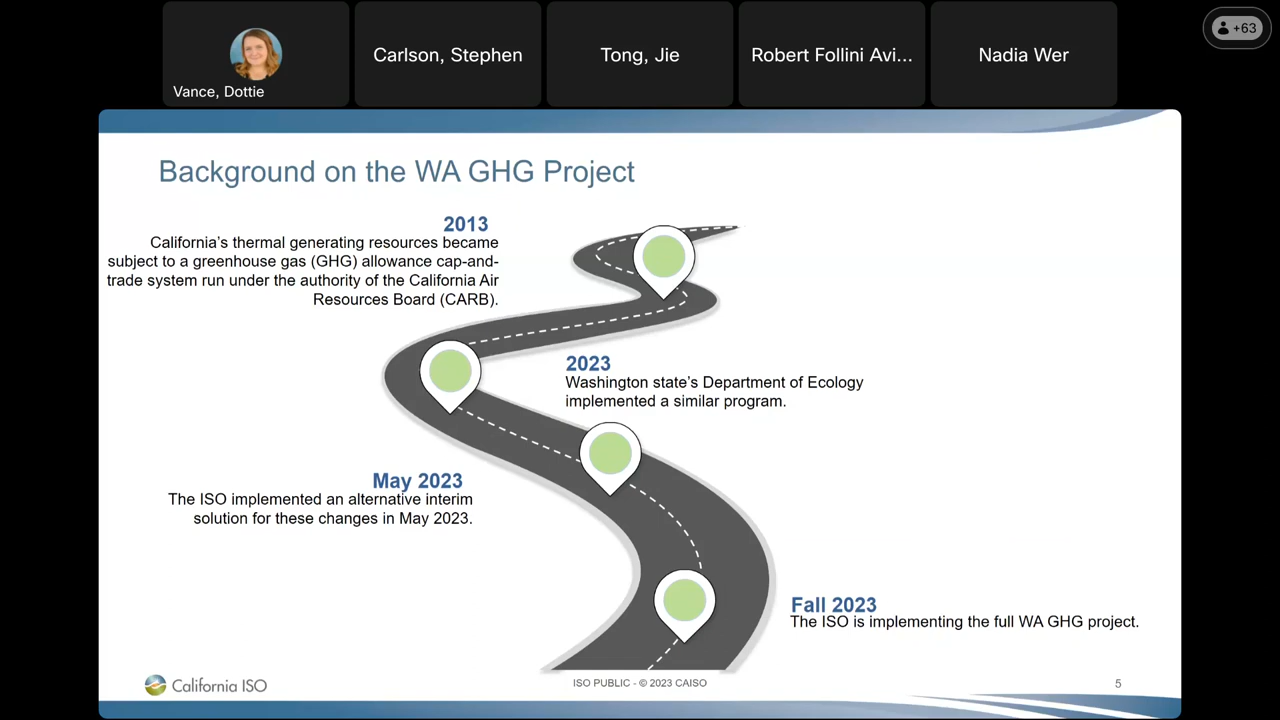 Vance, Dottie
Carlson, Stephen
Tong, Jie
Robert Follini Avi...
Nadia Wer
+63
Background on the WA GHG Project
2013
California’s thermal generating resources became
subject to a greenhouse gas (GHG) allowance cap-and-
trade system run under the authority of the California Air
Resources Board (CARB).
2023
Washington state’s Department of Ecology
implemented a similar program.
May 2023
The ISO implemented an alternative interim
solution for these changes in May 2023.
Fall 2023
The ISO is implementing the full WA GHG project.
California ISO
ISO PUBLIC - © 2023 CAISO
5